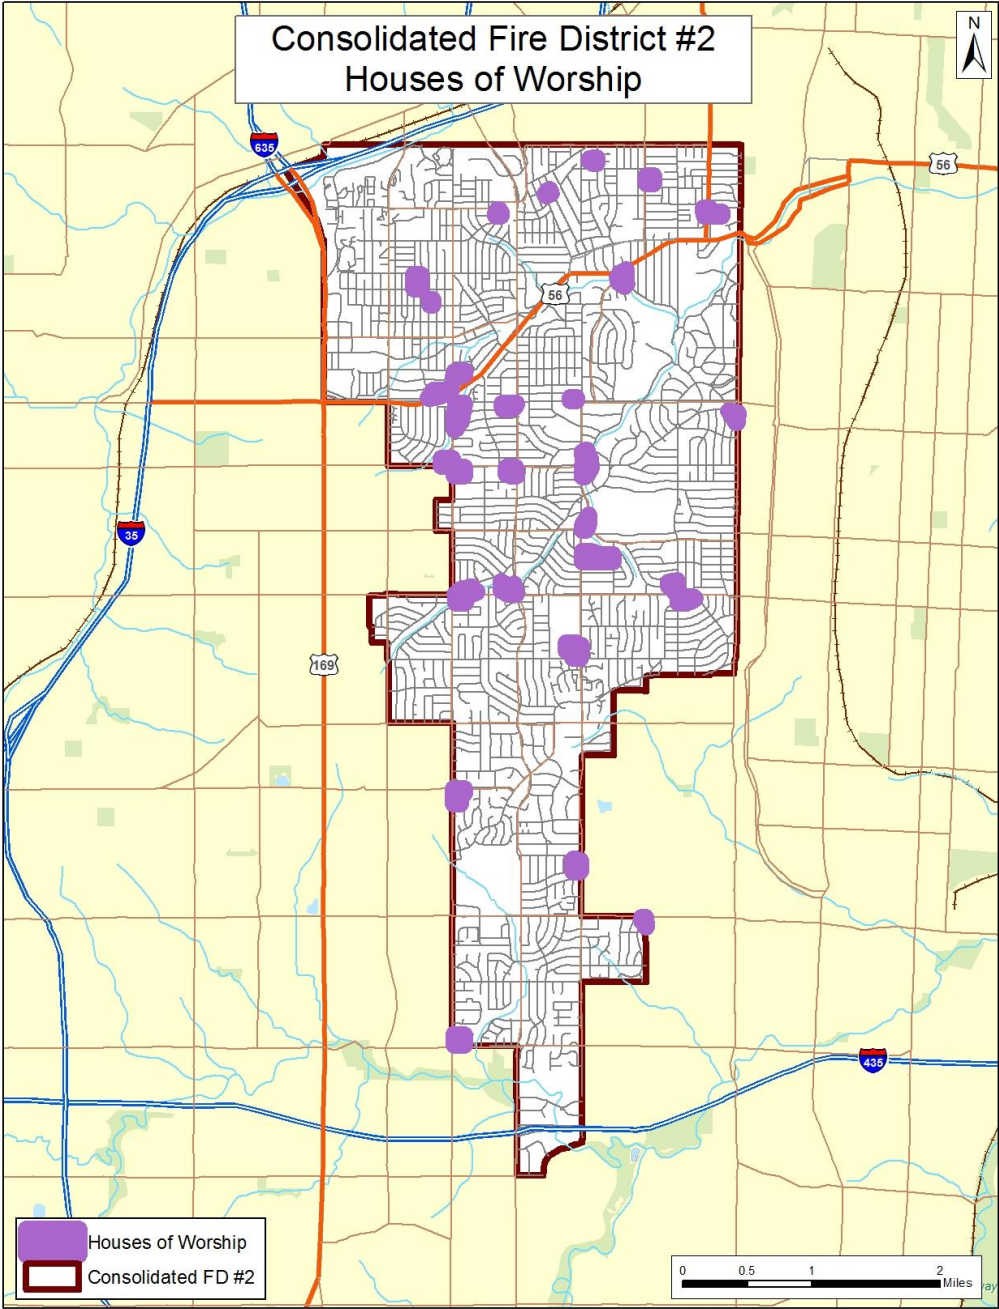 Consolidated Fire District #2
Houses of Worship
N
635
56
56
35
169
435
Houses of Worship
Consolidated FD #2
0 0.5 1 2
Miles